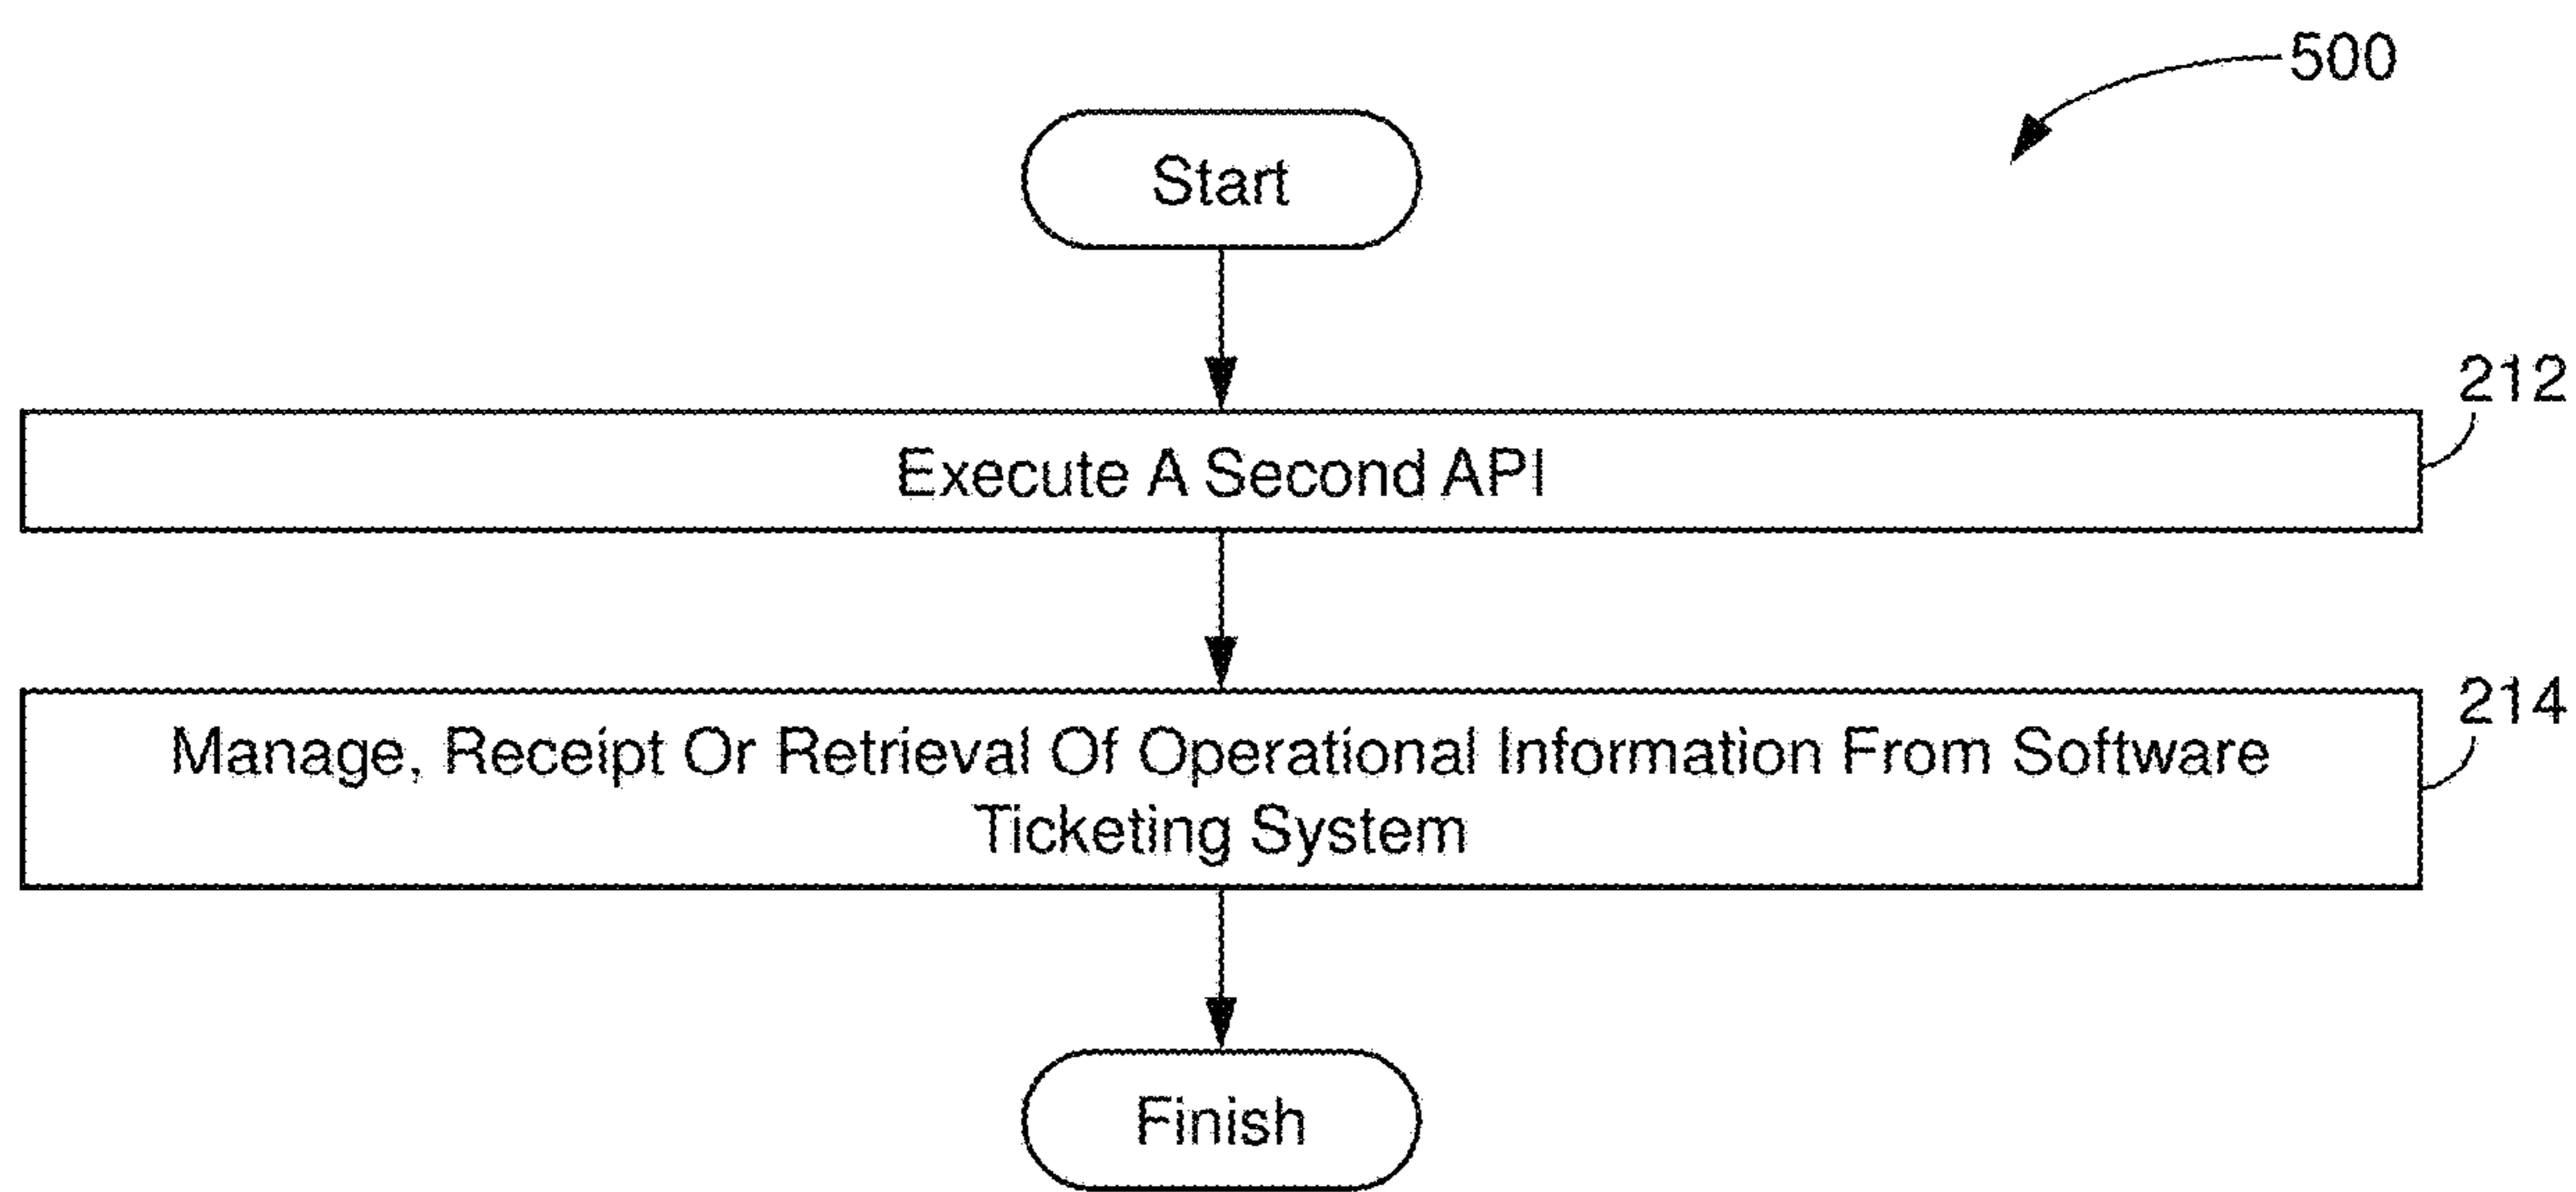 500
Start
212
Execute A Second API
214
Manage, Receipt Or Retrieval Of Operational Information From Software
Ticketing System
Finish